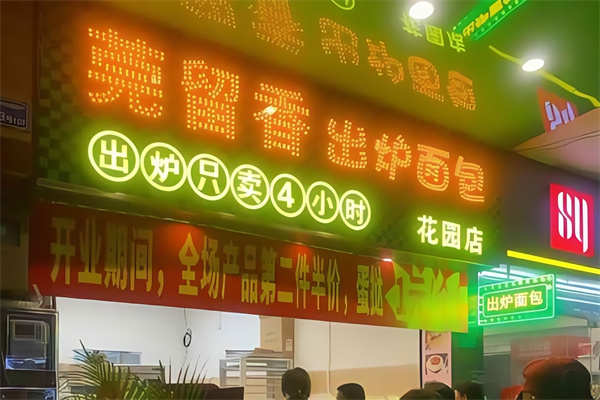 莞留香 出炉面包
出炉只卖4小时
花园店
开业期间，全场产品第二件半价，蛋挞
出炉面包